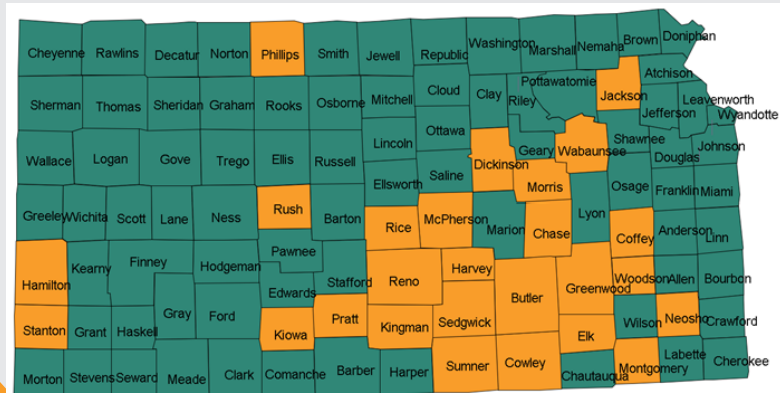 Cheyenne Rawlins Decatur Norton Phillips Smith Jewell Republic Washington Marshall Nemaha Brown Doniphan
Sherman Thomas Sheridan Graham Rooks Osborne Mitchell Cloud Clay Riley Pottawatomie Jackson Atchison Jefferson Leavenworth Wyandotte
Wallace Logan Gove Trego Ellis Russell Lincoln Ottawa Saline Dickinson Geary Wabaunsee Shawnee Douglas Johnson
Greeley Wichita Scott Lane Ness Rush Barton Ellsworth Rice McPherson Marion Morris Chase Lyon Osage Franklin Miami
Hamilton Kearny Finney Hodgeman Pawnee Edwards Stafford Reno Harvey Butler Greenwood Coffey Anderson Linn
Stanton Grant Haskell Gray Ford Kiowa Pratt Kingman Sedgwick Elk Woodson Allen Bourbon Wilson Neosho Crawford
Morton Stevens Seward Meade Clark Comanche Barber Harper Sumner Cowley Chautauqua Montgomery Labette Cherokee